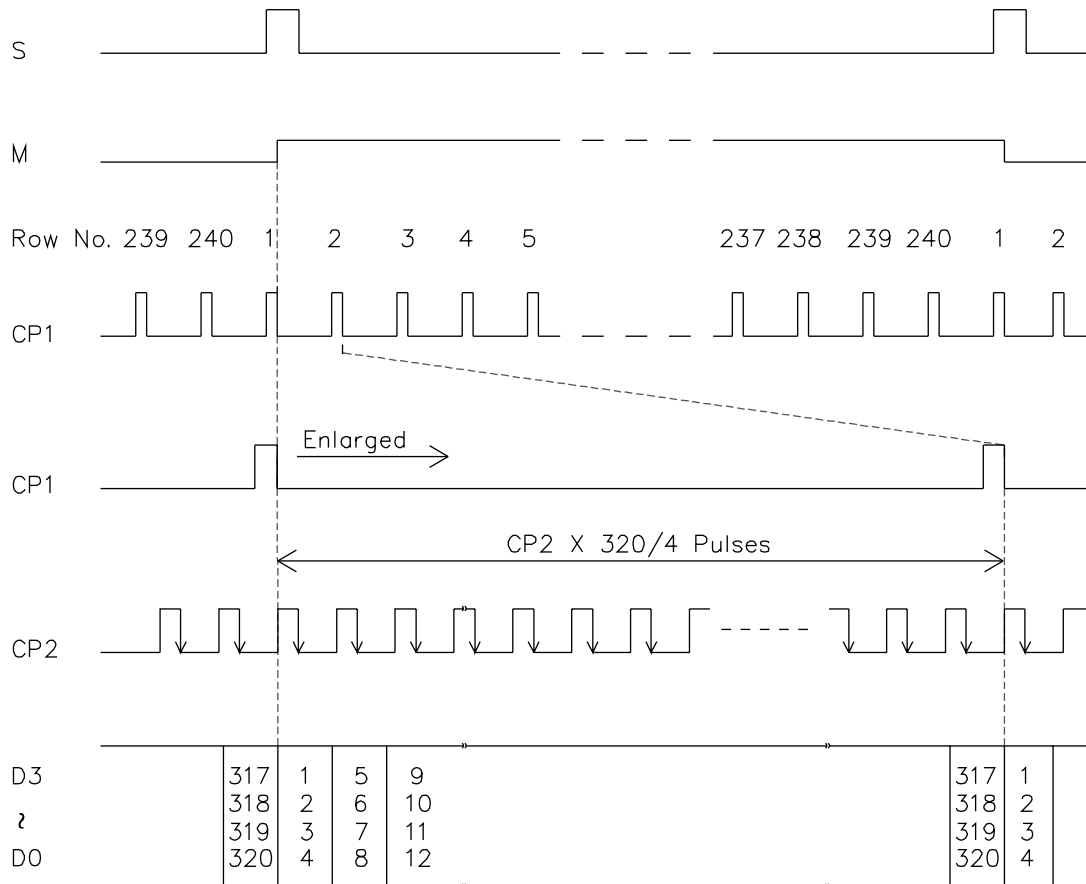 S
M
Row No. 239 240 1 2 3 4 5 237 238 239 240 1 2
CP1
Enlarged
CP1
CP2 X 320/4 Pulses
CP2
D3 317 1 5 9 317 1
318 2 6 10 318 2
~ 319 3 7 11 319 3
D0 320 4 8 12 320 4